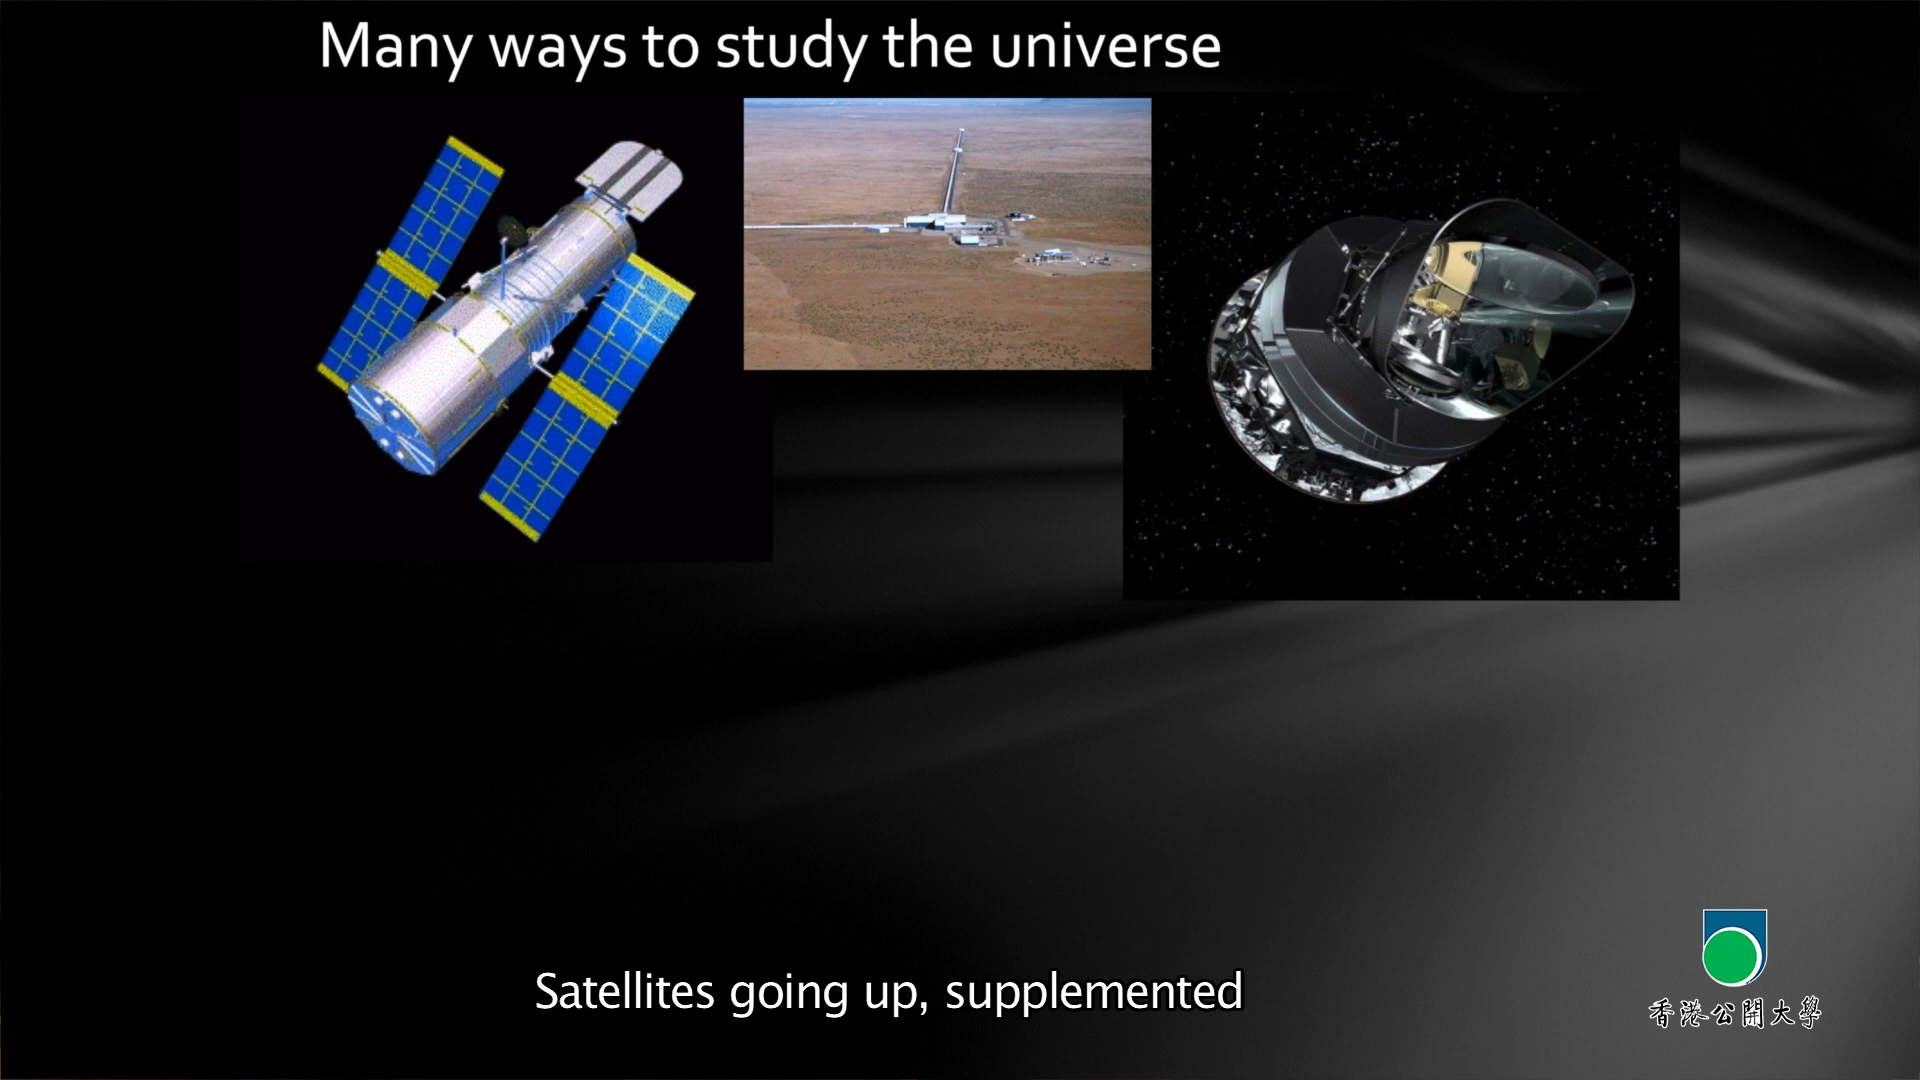 Many ways to study the universe
Satellites going up, supplemented
香港公開大學